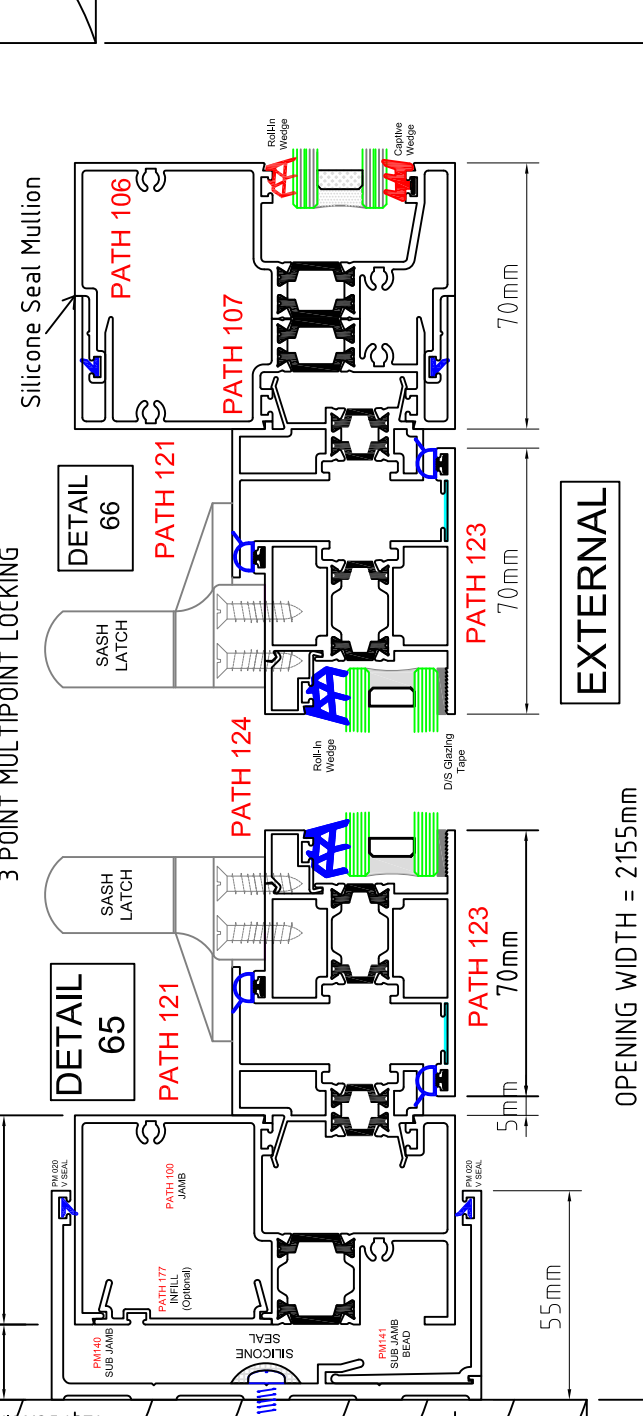 Silicone Seal Mullion
Roll-In
Wedge
Captive
Wedge
PATH 106
PATH 107
70mm
DETAIL
66
PATH 121
3 POINT MULTIPOINT LOCKING
SASH
LATCH
PATH 123
70mm
EXTERNAL
PATH 124
Roll-In
Wedge
D/S Glazing
Tape
SASH
LATCH
DETAIL
65
PATH 121
PATH 123
70mm
5mm
OPENING WIDTH = 2155mm
PM 020
V SEAL
PATH 100
JAMB
PATH 177
INFILL
(Optional)
PM140
SUB JAMB
SILICONE
SEAL
PM141
SUB JAMB
BEAD
PM 020
V SEAL
55mm